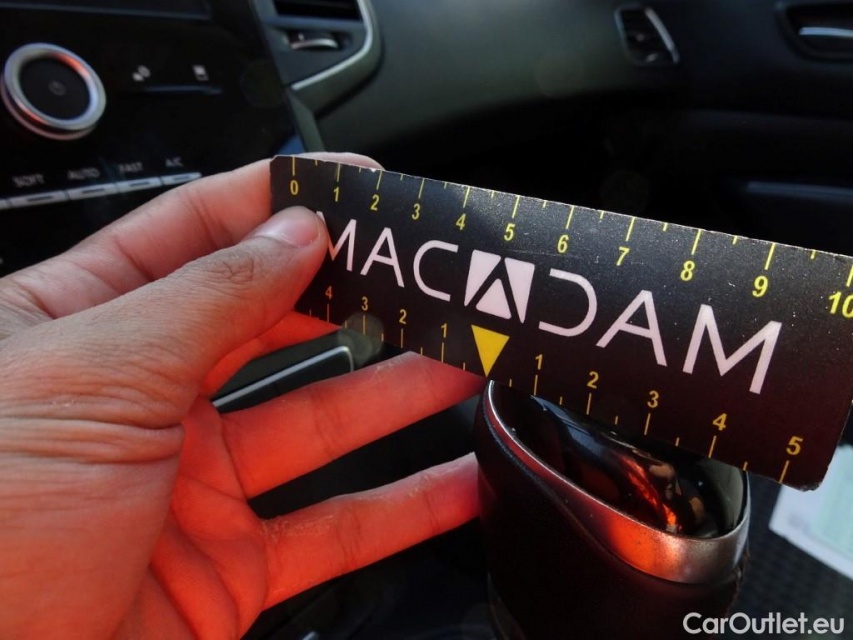 SOFT AUTO FAST A/C
0 1 2 3 4 5 6 7 8 9 10
MACADAM
4 3 2 1 1 2 3 4 5
CarOutlet.eu